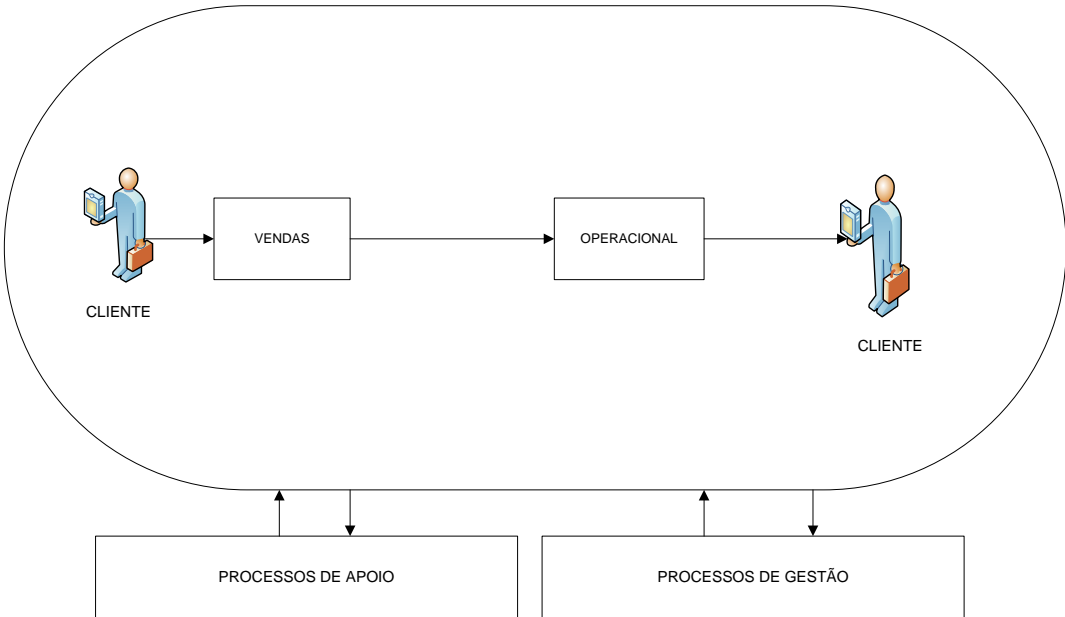 VENDAS
OPERACIONAL
CLIENTE
CLIENTE
PROCESSOS DE APOIO
PROCESSOS DE GESTÃO